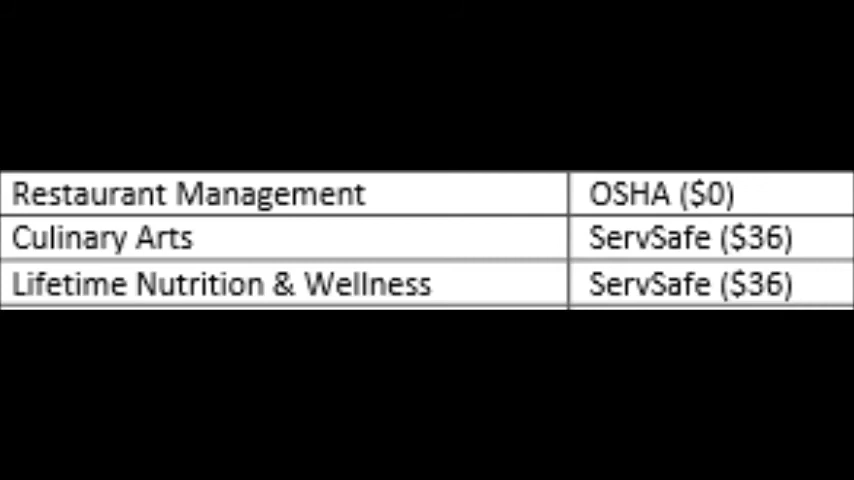 Restaurant Management OSHA ($0)
Culinary Arts ServSafe ($36)
Lifetime Nutrition & Wellness ServSafe ($36)